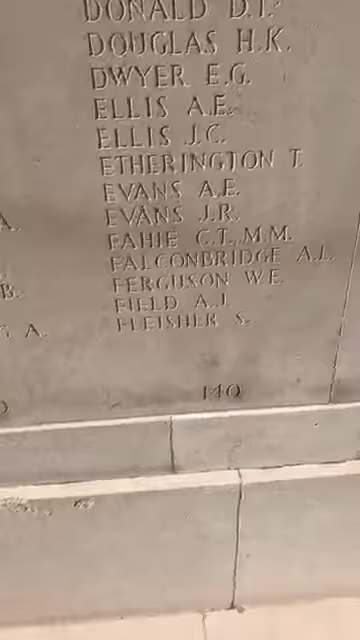 DONALD D.T.
DOUGLAS H.K.
DWYER E.G.
ELLIS A.E.
ELLIS J.C.
ETHERINGTON T.
EVANS A.E.
EVANS J.R.
A.
FAHIE C.T., M.M.
FALCONBRIDGE A.L.
B.
FERGUSON W.E.
FIELD A.J.
FLEISHER S.
A.
140